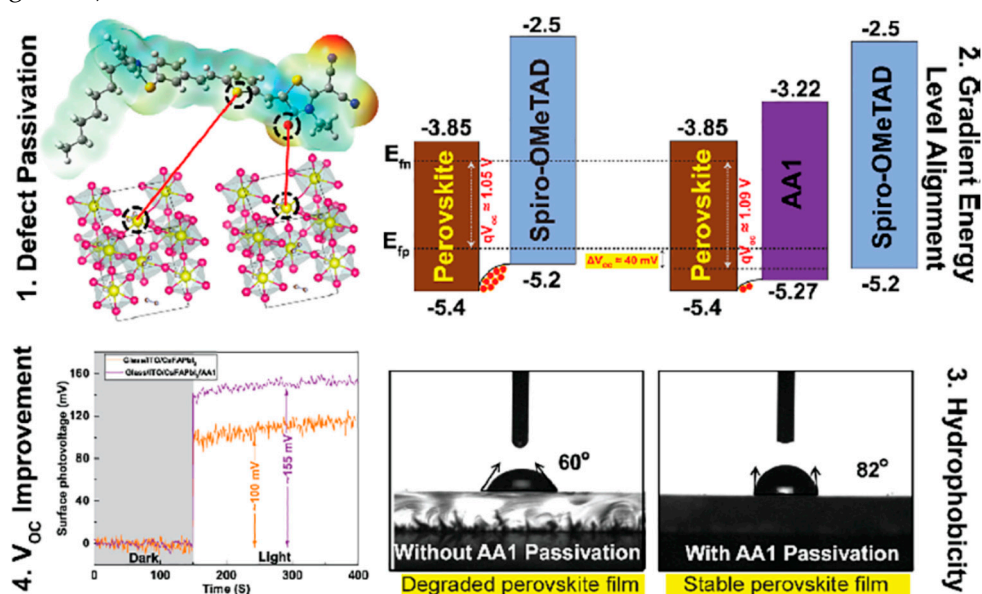 1. Defect Passivation
-3.85
-5.4
Perovskite
E_fn
E_fp
qV_oc ≈ 1.05 V
-2.5
Spiro-OMeTAD
-5.2
ΔV_oc ≈ 40 mV
-3.85
Perovskite
-5.4
qV_oc ≈ 1.09 V
-3.22
AA1
-5.27
-2.5
Spiro-OMeTAD
-5.2
2. Gradient Energy
Level Alignment
4. V_OC Improvement
Surface photovoltage (mV)
160
120
80
40
0
Glass/ITO/CsFAPbI₃
Glass/ITO/CsFAPbI₃/AA1
~100 mV
~155 mV
Dark
Light
0
100
200
300
400
Time (S)
60°
Without AA1 Passivation
Degraded perovskite film
82°
With AA1 Passivation
Stable perovskite film
3. Hydrophobicity